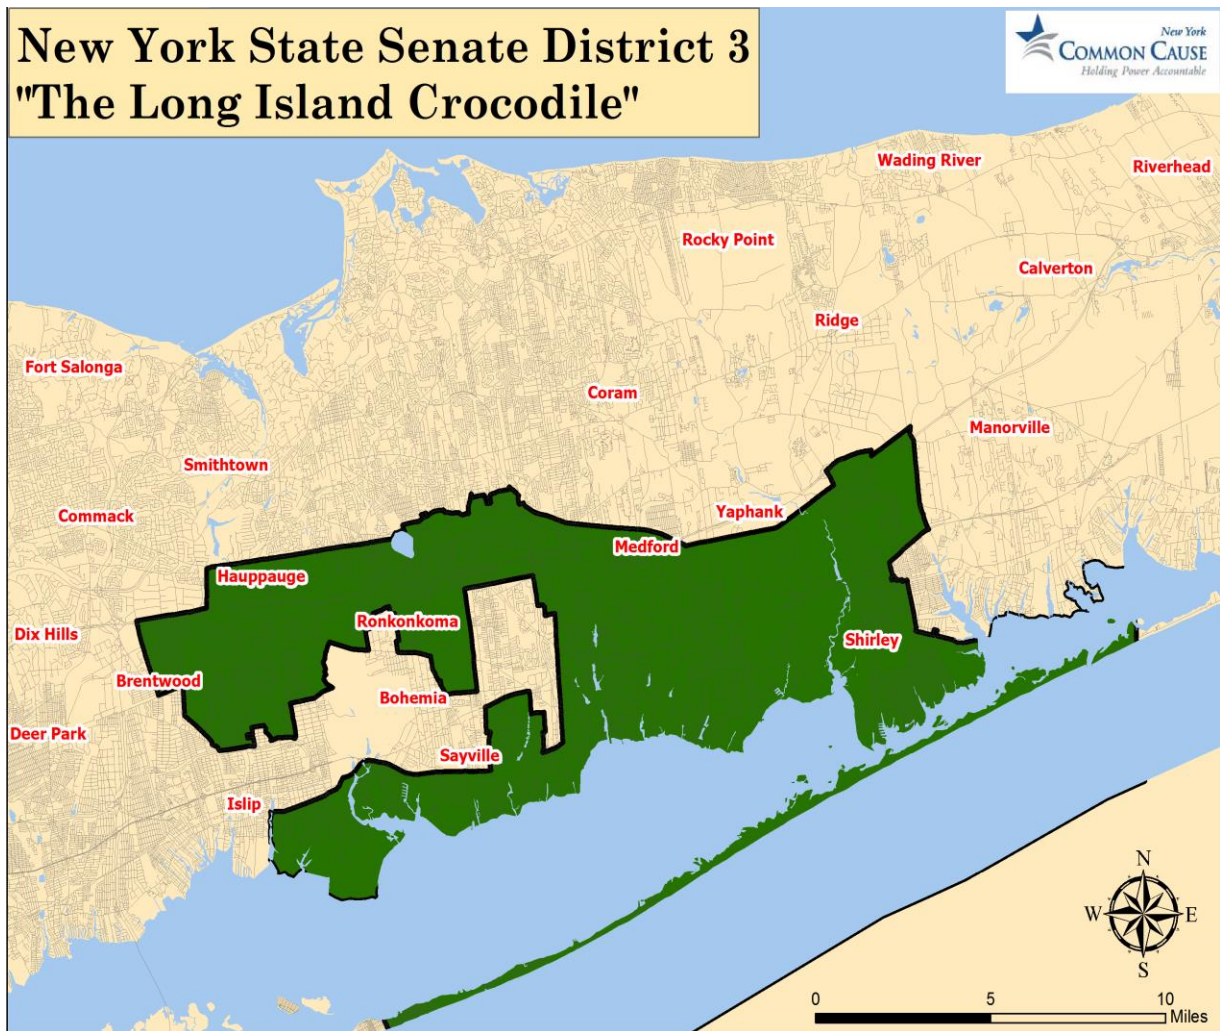 New York State Senate District 3
"The Long Island Crocodile"
New York
COMMON CAUSE
Holding Power Accountable
Wading River
Riverhead
Rocky Point
Calverton
Ridge
Fort Salonga
Coram
Manorville
Smithtown
Commack
Yaphank
Medford
Hauppauge
Ronkonkoma
Dix Hills
Shirley
Brentwood
Bohemia
Deer Park
Sayville
Islip
N
W E
S
0 5 10
Miles